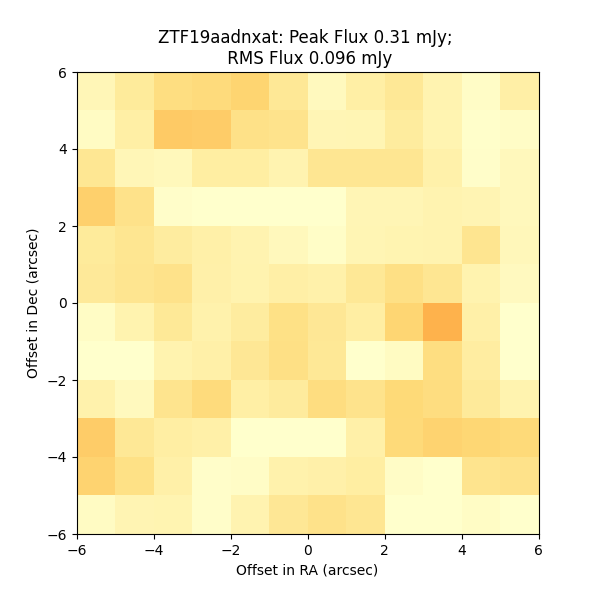 ZTF19aadnxat: Peak Flux 0.31 mJy;
RMS Flux 0.096 mJy
6
4
2
0
−2
−4
−6
Offset in Dec (arcsec)
−6 −4 −2 0 2 4 6
Offset in RA (arcsec)